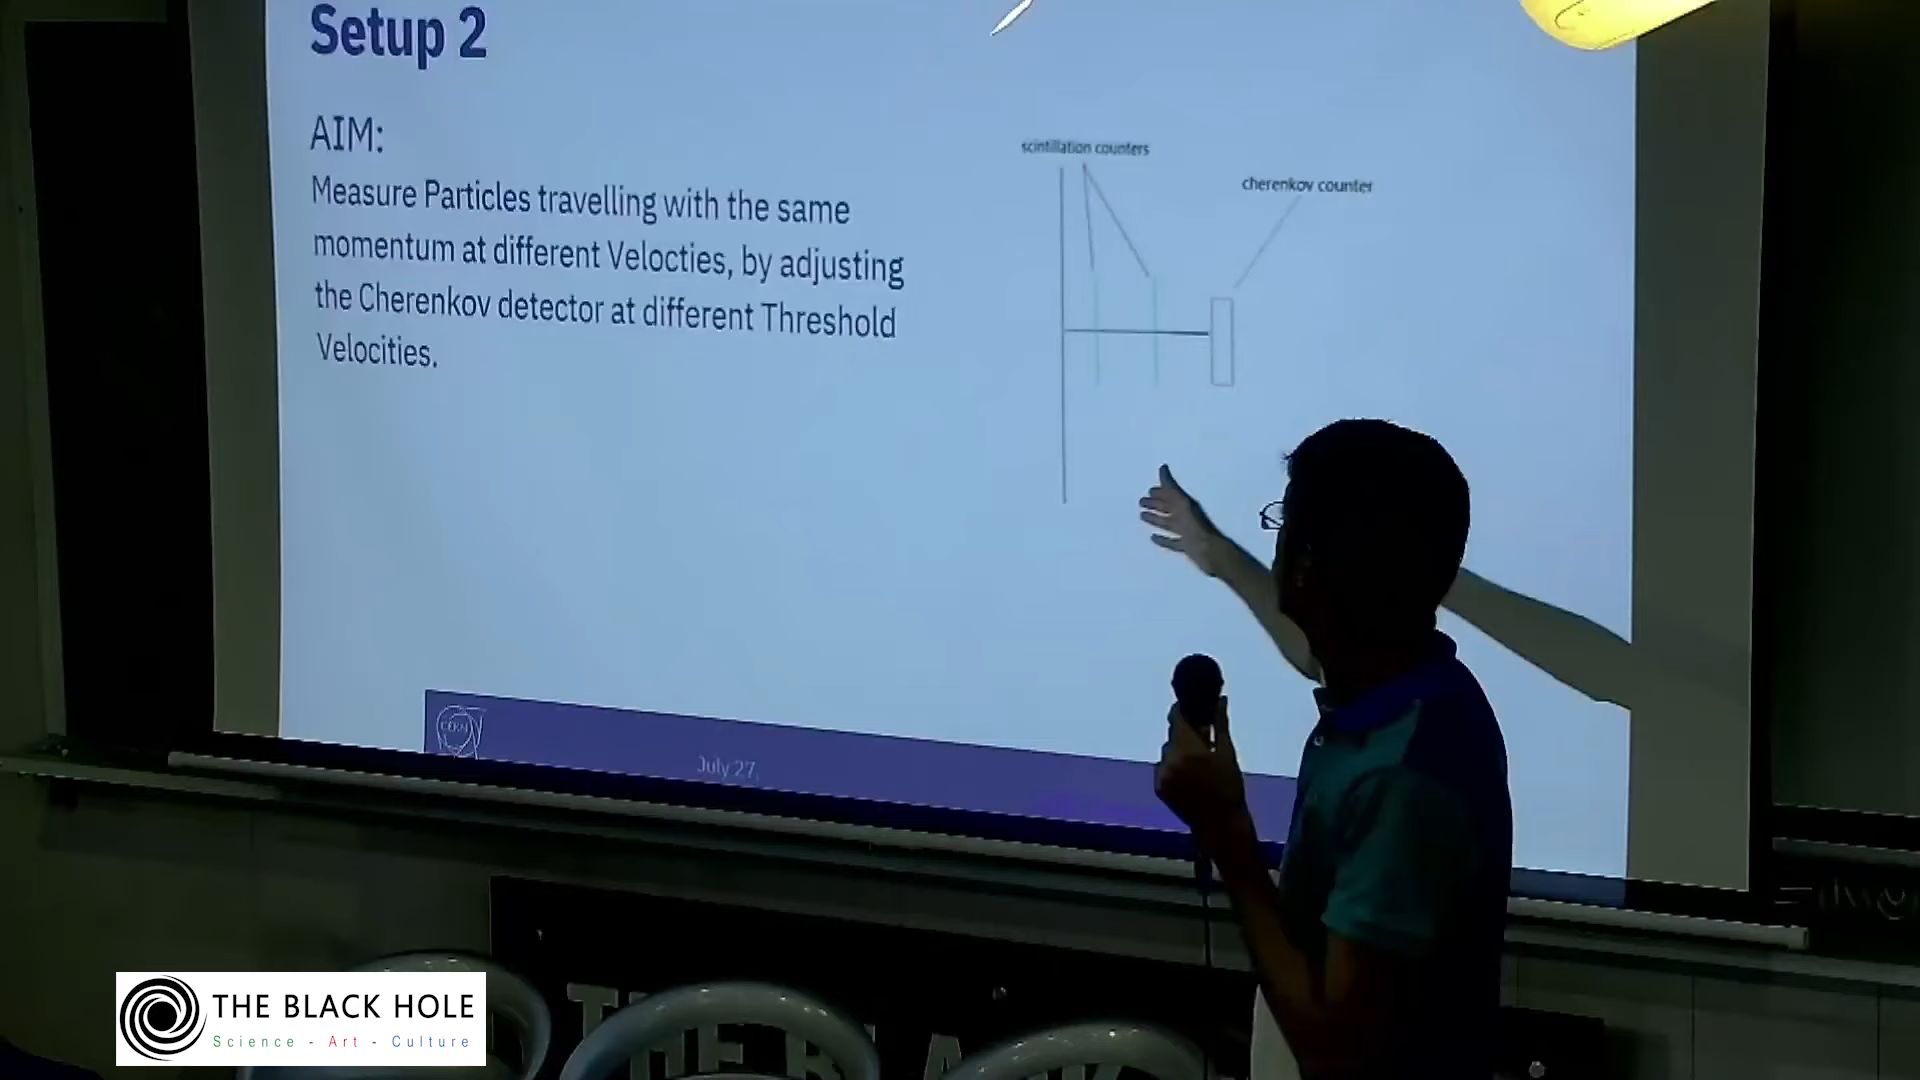 Setup 2
AIM:
Measure Particles travelling with the same
momentum at different Velocties, by adjusting
the Cherenkov detector at different Threshold
Velocities.
scintillation counters
cherenkov counter
CERN
July 27,
THE BLACK HOLE
Science - Art - Culture